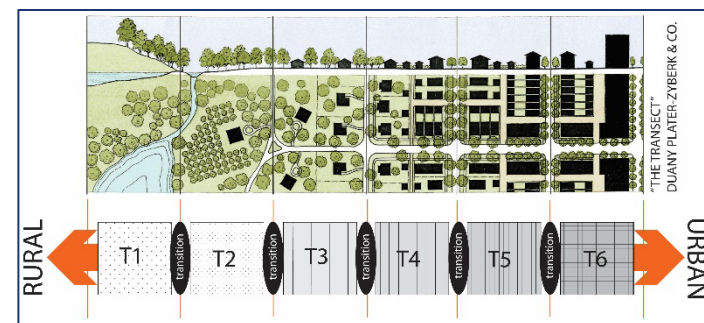 "THE TRANSECT"
DUANY PLATER-ZYBERK & CO.
RURAL
T1
transition
T2
transition
T3
transition
T4
transition
T5
transition
T6
URBAN